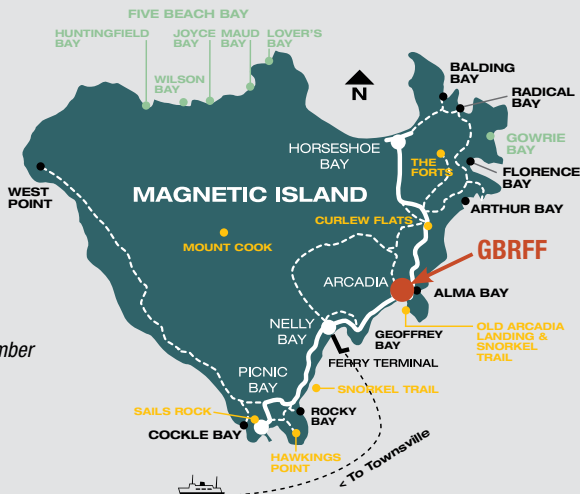 FIVE BEACH BAY
HUNTINGFIELD
BAY
JOYCE
BAY
MAUD
BAY
LOVER'S
BAY
WILSON
BAY
BALDING
BAY
RADICAL
BAY
N
HORSESHOE
BAY
GOWRIE
BAY
THE
FORTS
FLORENCE
BAY
WEST
POINT
MAGNETIC ISLAND
ARTHUR BAY
CURLEW FLATS
MOUNT COOK
GBRFF
ARCADIA
ALMA BAY
NELLY
BAY
GEOFFREY
BAY
OLD ARCADIA
LANDING &
SNORKEL
TRAIL
mber
FERRY TERMINAL
PICNIC
BAY
SNORKEL TRAIL
SAILS ROCK
ROCKY
BAY
COCKLE BAY
HAWKINGS
POINT
< To Townsville